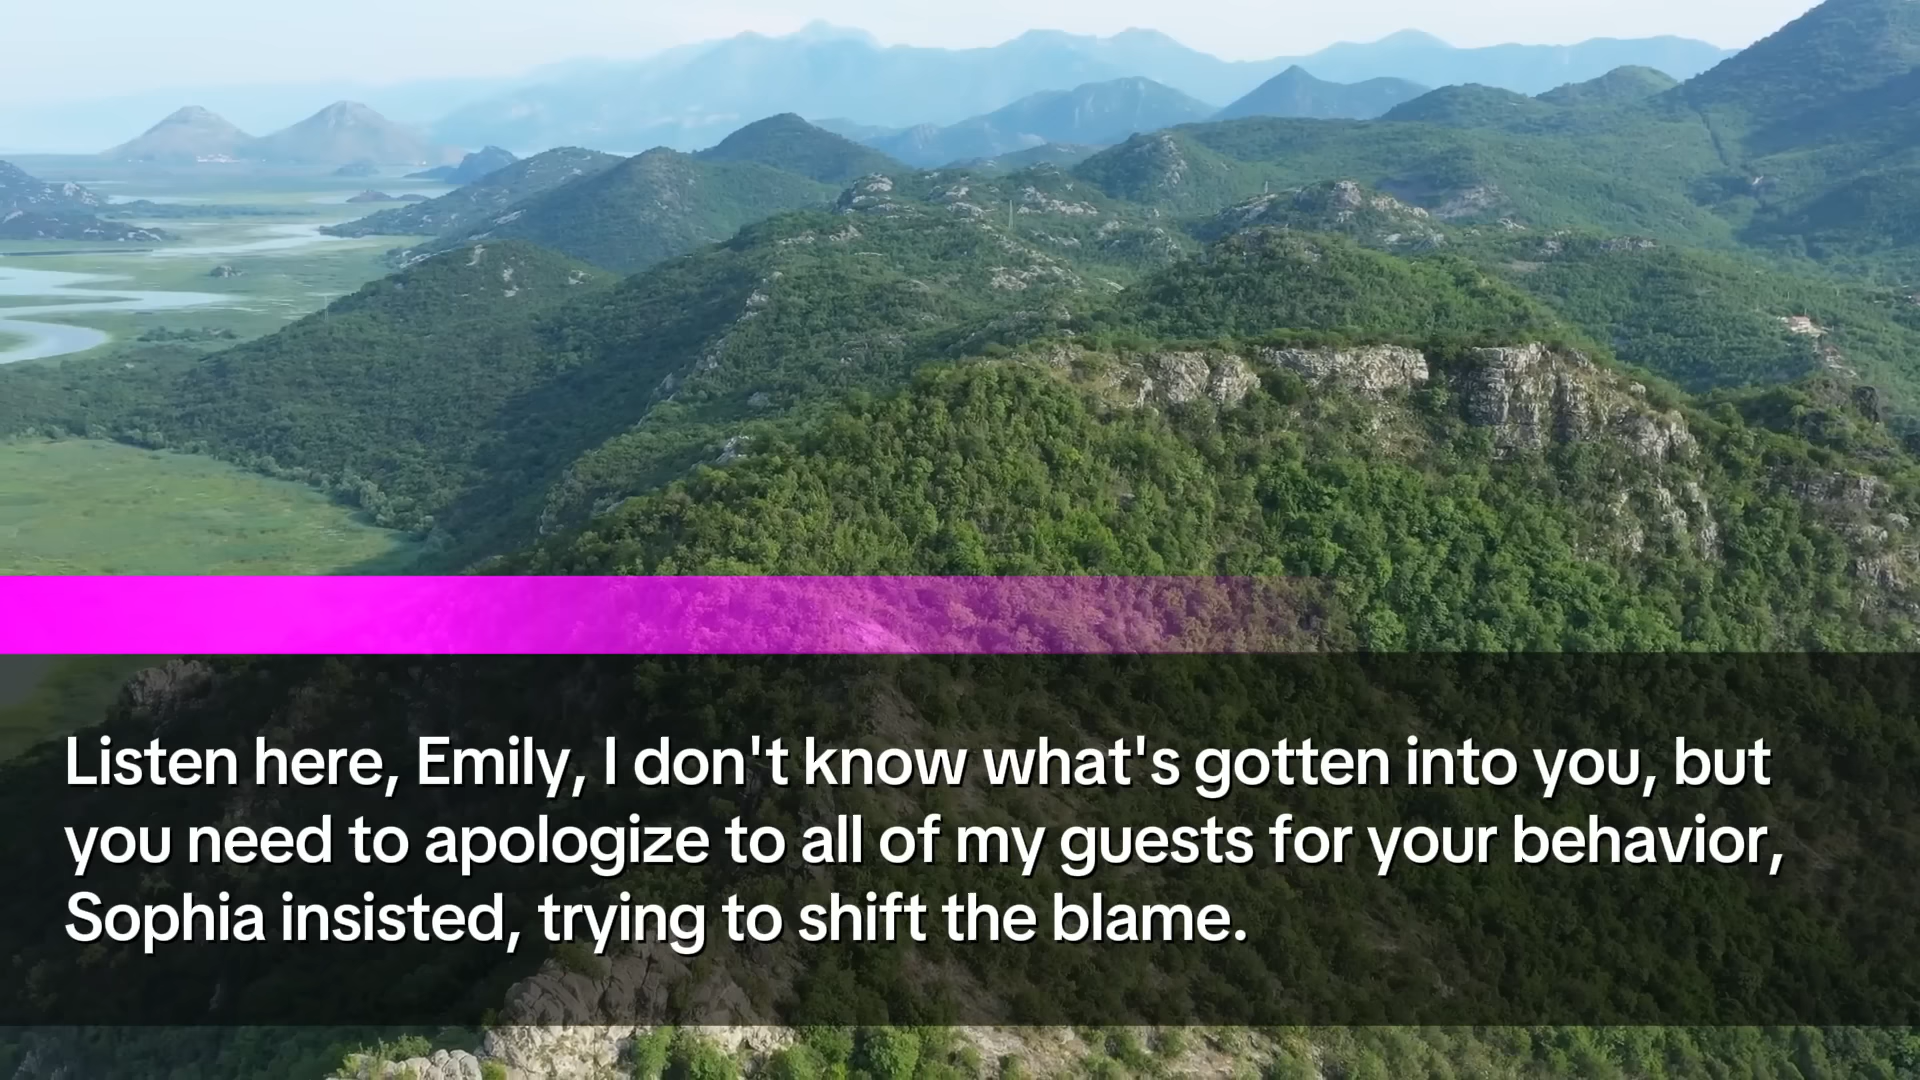 Listen here, Emily, I don't know what's gotten into you, but
you need to apologize to all of my guests for your behavior,
Sophia insisted, trying to shift the blame.